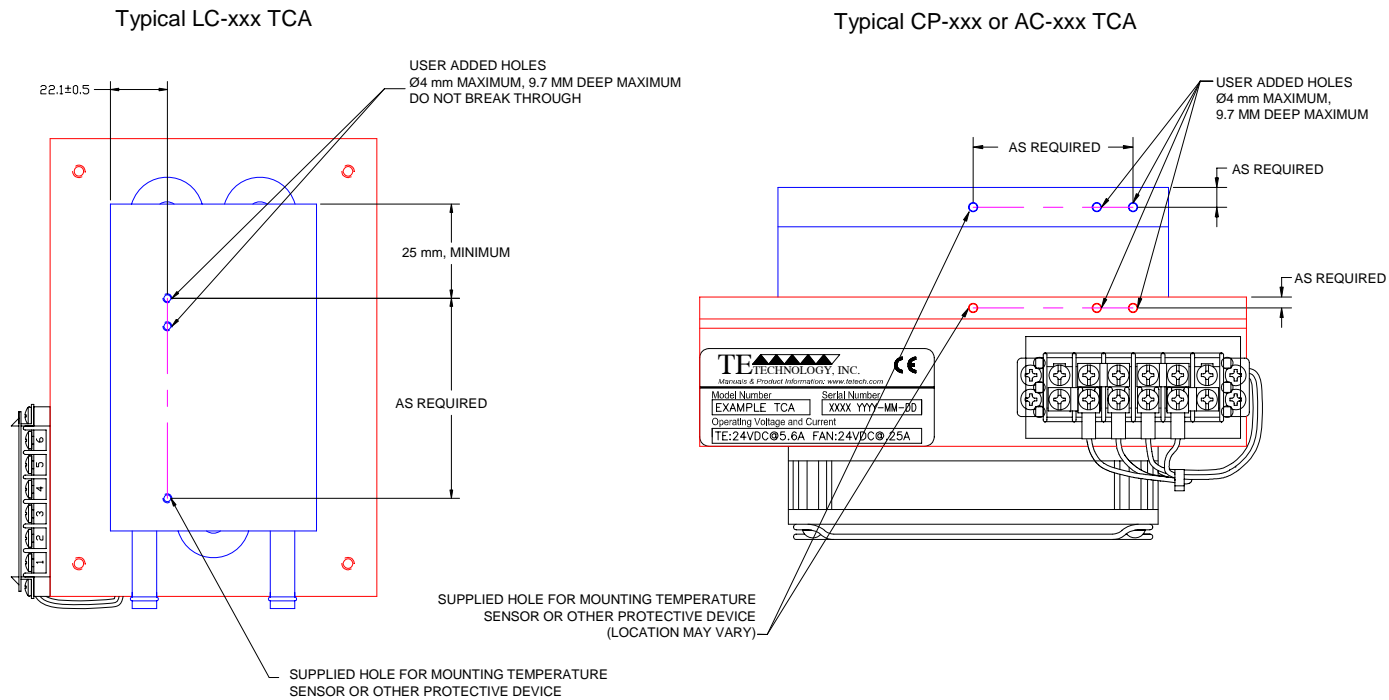 Typical LC-xxx TCA
USER ADDED HOLES
Ø4 mm MAXIMUM, 9.7 MM DEEP MAXIMUM
DO NOT BREAK THROUGH
22.1±0.5
25 mm, MINIMUM
AS REQUIRED
6
5
4
3
2
1
SUPPLIED HOLE FOR MOUNTING TEMPERATURE
SENSOR OR OTHER PROTECTIVE DEVICE
Typical CP-xxx or AC-xxx TCA
USER ADDED HOLES
Ø4 mm MAXIMUM,
9.7 MM DEEP MAXIMUM
AS REQUIRED
AS REQUIRED
AS REQUIRED
TE TECHNOLOGY, INC.
CE
Manuals & Product Information: www.tetech.com
Model Number Serial Number
EXAMPLE TCA XXXX YYY-MM-DD
Operating Voltage and Current
TE:24VDC@5.6A FAN:24VDC@.25A
SUPPLIED HOLE FOR MOUNTING TEMPERATURE
SENSOR OR OTHER PROTECTIVE DEVICE
(LOCATION MAY VARY)